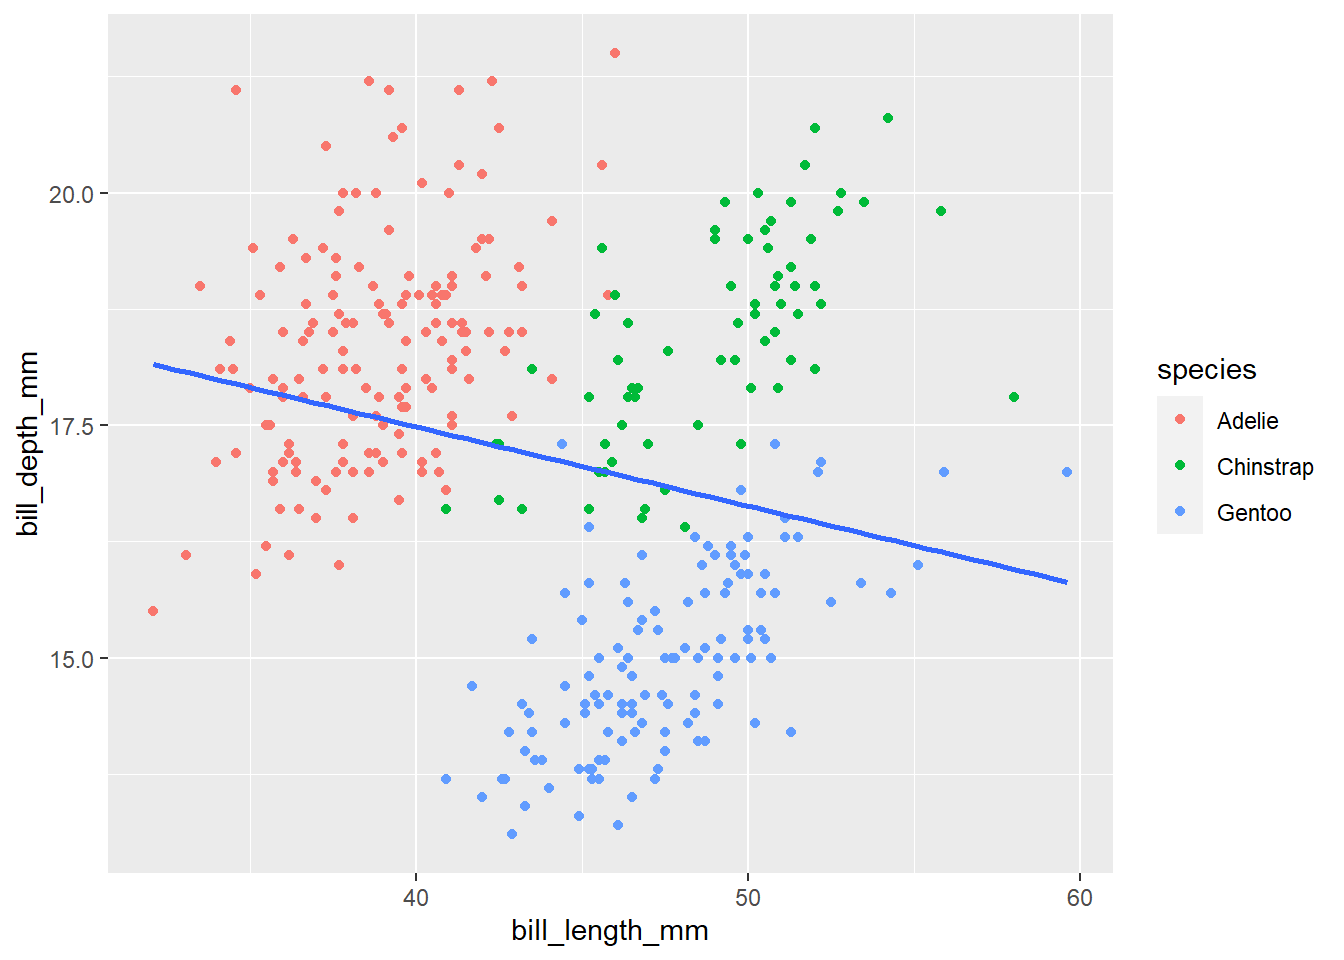 20.0
17.5
15.0
bill_depth_mm
40
50
60
bill_length_mm
species
Adelie
Chinstrap
Gentoo